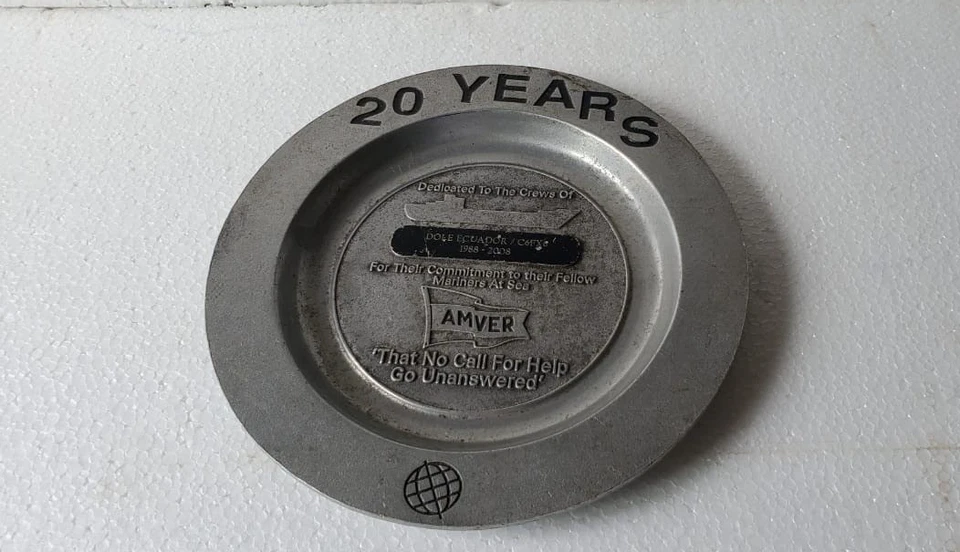 20 YEARS
Dedicated To The Crews Of
DOLE ECUADOR /
1988 - 2008
For Their Commitment to their Fellow
Mariners At Sea
AMVER
'That No Call For Help
Go Unanswered'